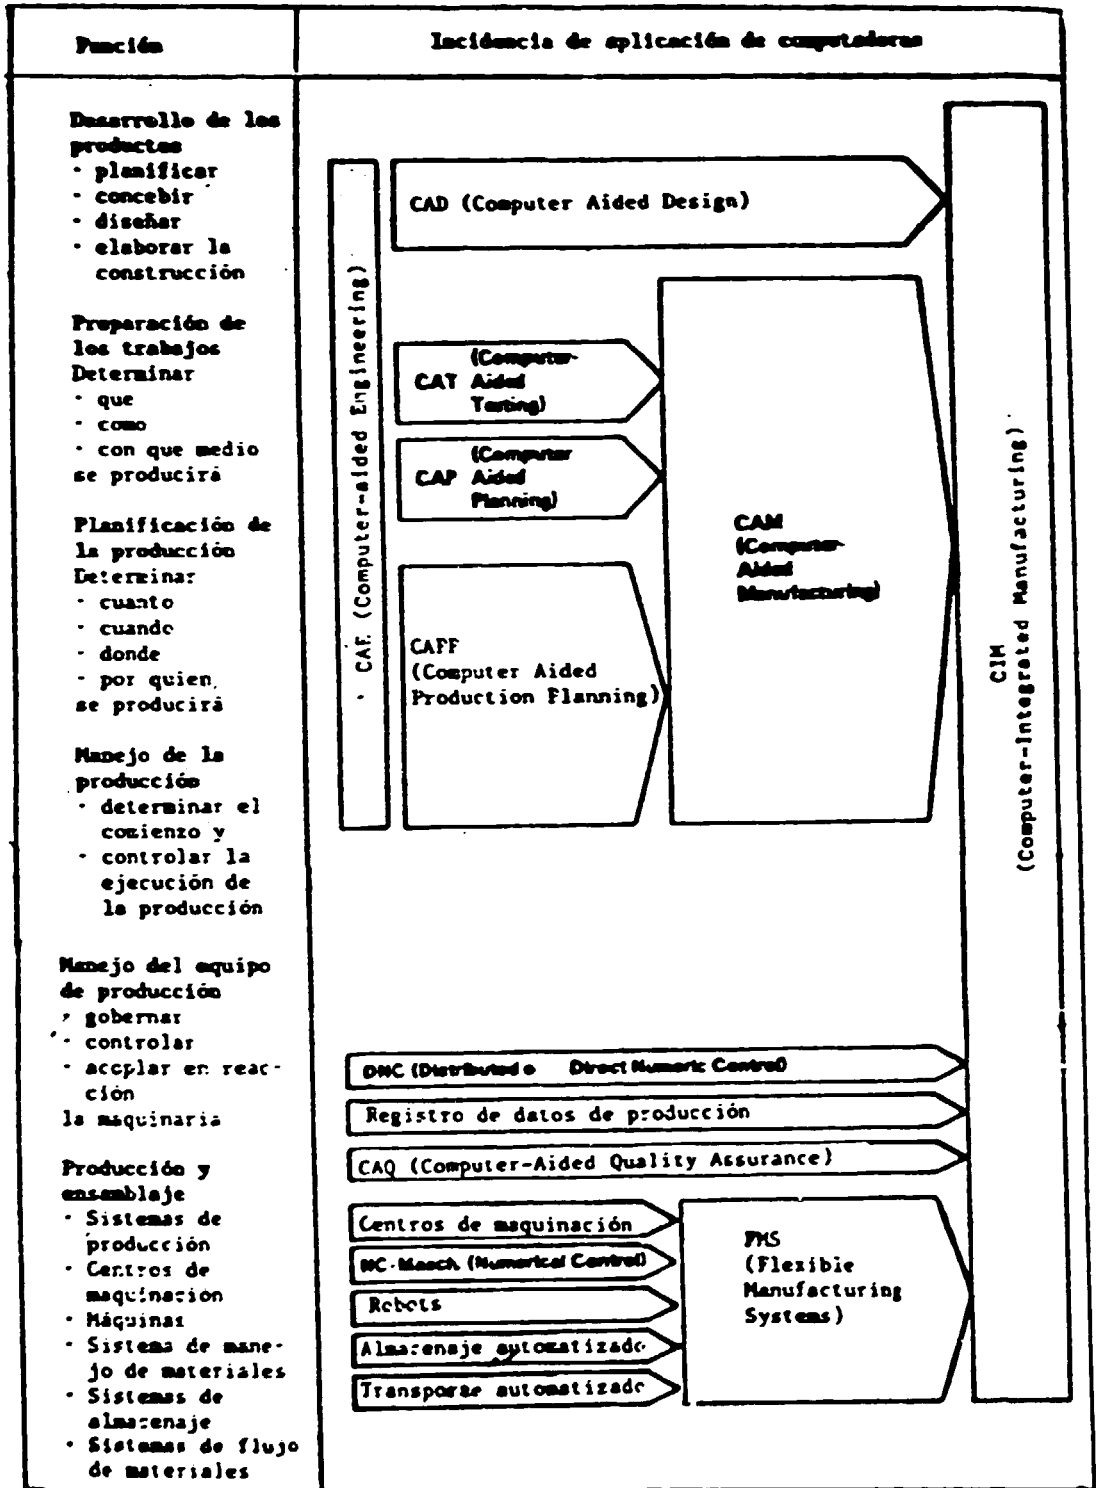 Función
Incidencia de aplicación de computadoras
Desarrollo de los
productos
- planificar
- concebir
- diseñar
- elaborar la
construcción
Preparación de
los trabajos
Determinar
- que
- como
- con que medio
se producirá
Planificación de
la producción
Determinar
- cuanto
- cuando
- donde
- por quien
se producirá
Manejo de la
producción
- determinar el
comienzo y
- controlar la
ejecución de
la producción
Manejo del equipo
de producción
- gobernar
- controlar
- acoplar en reac-
ción
la maquinaria
Producción y
ensamblaje
- Sistemas de
producción
- Centros de
maquinación
- Máquinas
- Sistema de mane-
jo de materiales
- Sistemas de
almacenaje
- Sistemas de flujo
de materiales
CAE (Computer-aided Engineering)
CAD (Computer Aided Design)
CAT (Computer-
Aided
Testing)
CAP (Computer
Aided
Planning)
CAPP
(Computer Aided
Production Planning)
CAM
(Computer-
Aided
Manufacturing)
CIM
(Computer-Integrated Manufacturing)
DNC (Distributed o Direct Numeric Control)
Registro de datos de producción
CAQ (Computer-Aided Quality Assurance)
Centros de maquinación
NC-Masch (Numerical Control)
Robots
Almacenaje automatizado
Transporte automatizado
FMS
(Flexible
Manufacturing
Systems)